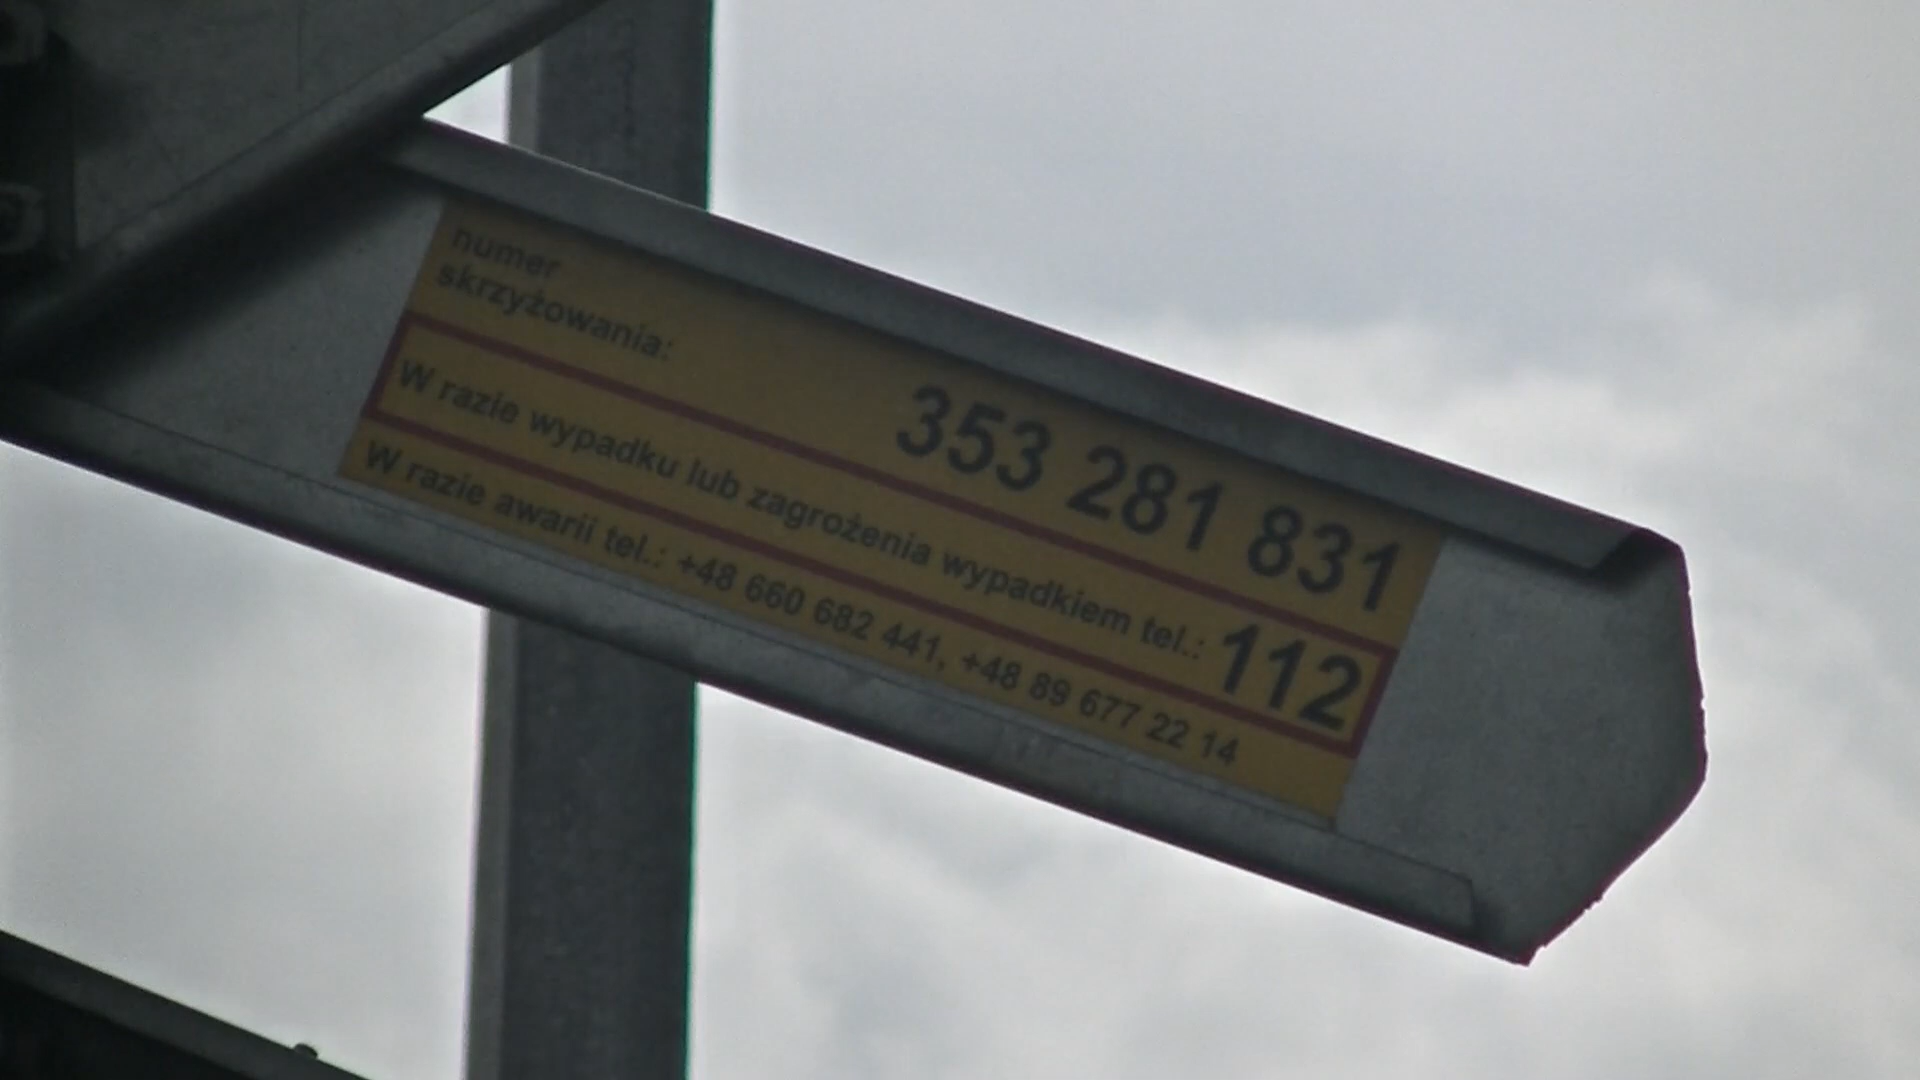 numer
skrzyżowania:
353 281 831
W razie wypadku lub zagrożenia wypadkiem tel.: 112
W razie awarii tel.: +48 660 682 441, +48 89 677 22 14